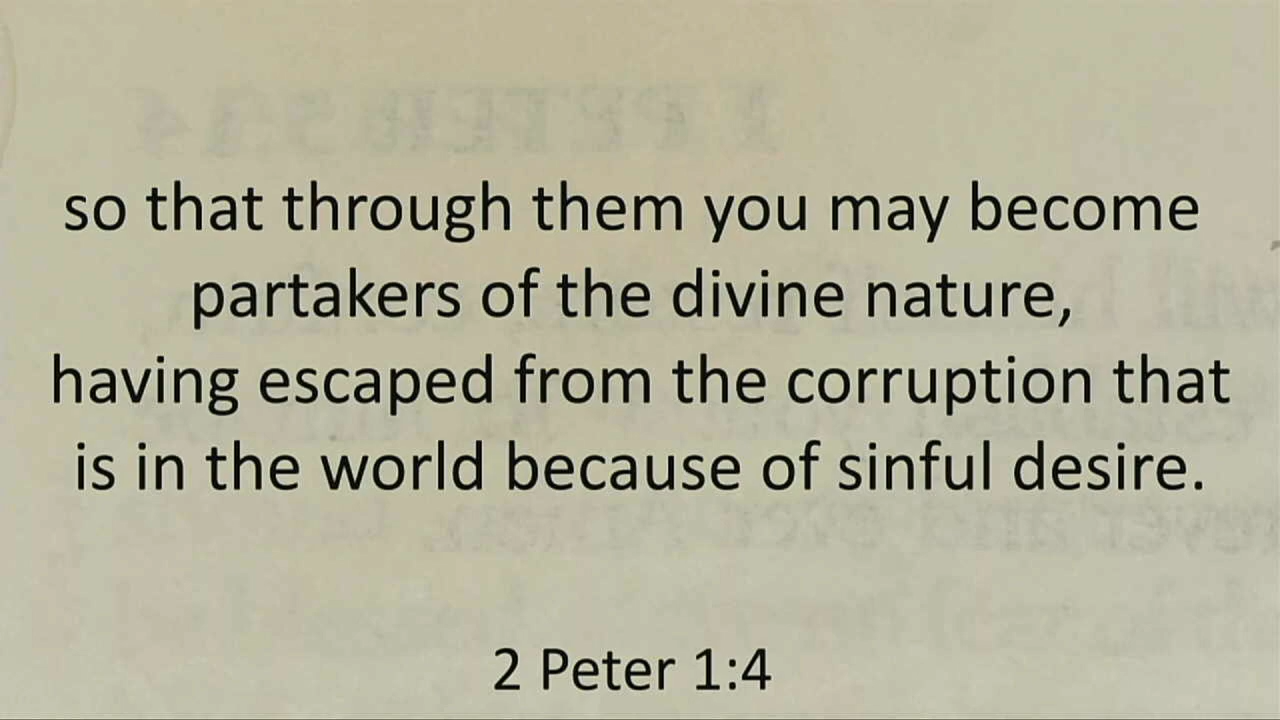 so that through them you may become
partakers of the divine nature,
having escaped from the corruption that
is in the world because of sinful desire.
2 Peter 1:4